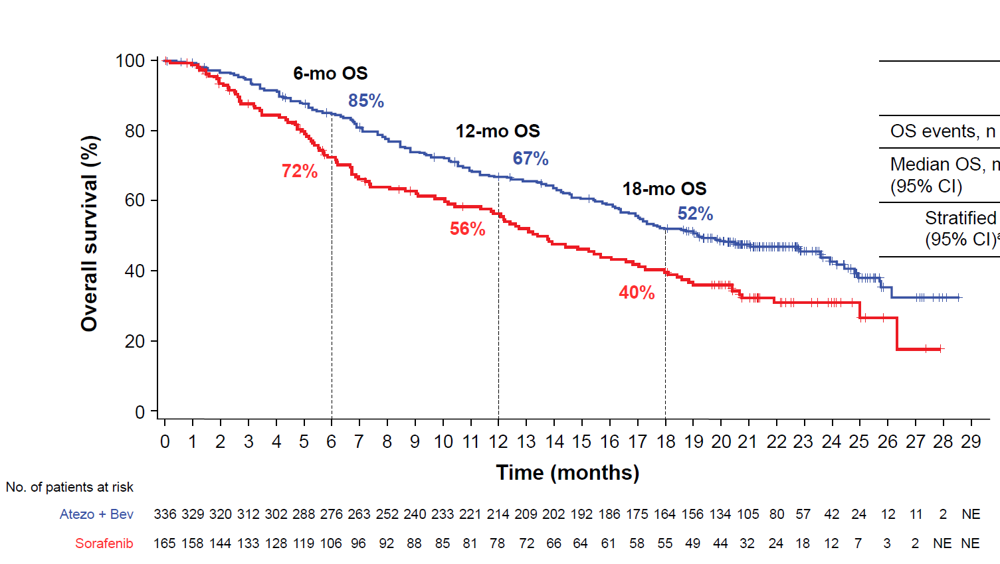 100
80
60
40
20
0
Overall survival (%)
6-mo OS
85%
72%
12-mo OS
67%
56%
18-mo OS
52%
40%
OS events, n
Median OS, m
(95% CI)
Stratified
(95% CI)ª
0 1 2 3 4 5 6 7 8 9 10 11 12 13 14 15 16 17 18 19 20 21 22 23 24 25 26 27 28 29
Time (months)
No. of patients at risk
Atezo + Bev 336 329 320 312 302 288 276 263 252 240 233 221 214 209 202 192 186 175 164 156 134 105 80 57 42 24 12 11 2 NE
Sorafenib 165 158 144 133 128 119 106 96 92 88 85 81 78 72 66 64 61 58 55 49 44 32 24 18 12 7 3 2 NE NE